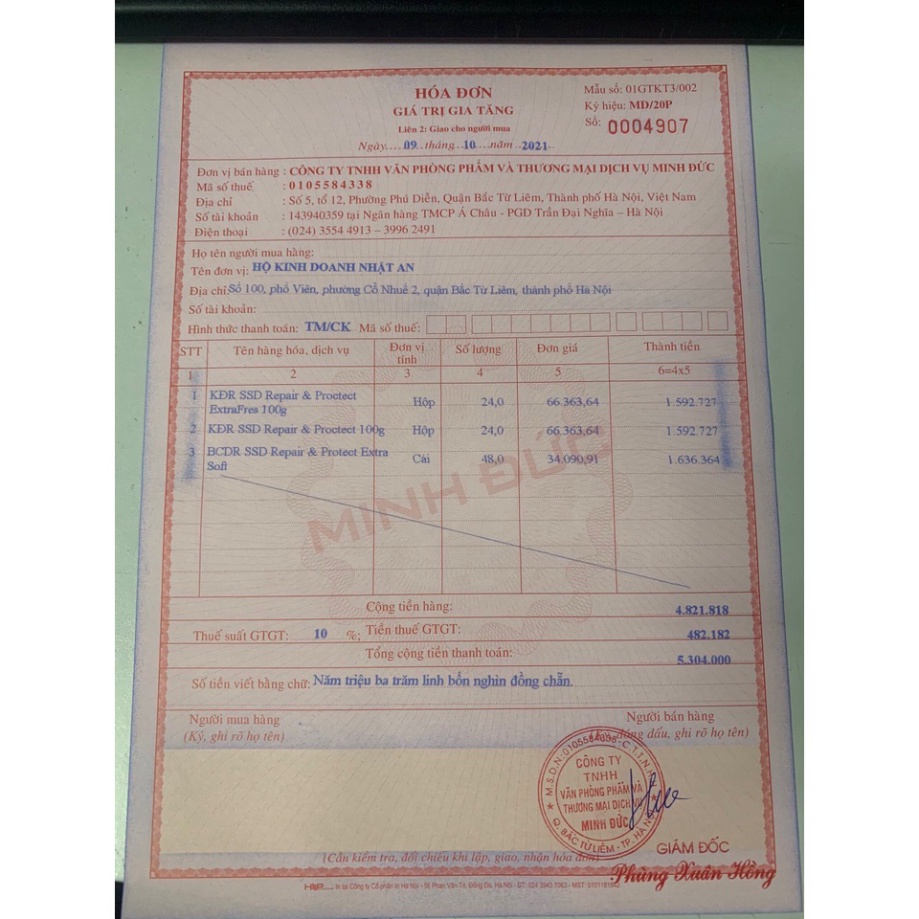 HÓA ĐƠN
GIÁ TRỊ GIA TĂNG
Liên 2: Giao cho người mua
Ngày....09..tháng..10..năm..2021..
Mẫu số: 01GTKT3/002
Ký hiệu: MD/20P
Số: 0004907
Đơn vị bán hàng : CÔNG TY TNHH VĂN PHÒNG PHẨM VÀ THƯƠNG MẠI DỊCH VỤ MINH ĐỨC
Mã số thuế : 0105584338
Địa chỉ : Số 5, tổ 12, Phường Phú Diễn, Quận Bắc Từ Liêm, Thành phố Hà Nội, Việt Nam
Số tài khoản : 143940359 tại Ngân hàng TMCP Á Châu - PGD Trần Đại Nghĩa – Hà Nội
Điện thoại : (024) 3554 4913 – 3996 2491
Họ tên người mua hàng:
Tên đơn vị: HỘ KINH DOANH NHẬT AN
Địa chỉ: Số 100, phố Viên, phường Cổ Nhuế 2, quận Bắc Từ Liêm, thành phố Hà Nội
Số tài khoản:
Hình thức thanh toán: TM/CK Mã số thuế:
STT Tên hàng hóa, dịch vụ Đơn vị tính Số lượng Đơn giá Thành tiền
1 2 3 4 5 6=4x5
1 KĐR SSD Repair & Proctect ExtraFres 100g Hộp 24,0 66.363,64 1.592.727
2 KĐR SSD Repair & Proctect 100g Hộp 24,0 66.363,64 1.592.727
3 BCDR SSD Repair & Protect Extra Soft Cái 48,0 34.090,91 1.636.364
MINH ĐỨC
Cộng tiền hàng: 4.821.818
Thuế suất GTGT: 10 %; Tiền thuế GTGT: 482.182
Tổng cộng tiền thanh toán: 5.304.000
Số tiền viết bằng chữ: Năm triệu ba trăm linh bốn nghìn đồng chẵn.
Người mua hàng
(Ký, ghi rõ họ tên)
Người bán hàng
đóng dấu, ghi rõ họ tên)
M.S.D.N:0105584338-C.T.T.N.H
CÔNG TY
TNHH
VĂN PHÒNG PHẨM VÀ
THƯƠNG MẠI DỊCH VỤ
MINH ĐỨC
Q. BẮC TỪ LIÊM - TP. HÀ
GIÁM ĐỐC
Phùng Xuân Hồng
(Cần kiểm tra, đối chiếu khi lập, giao, nhận hóa đơn)